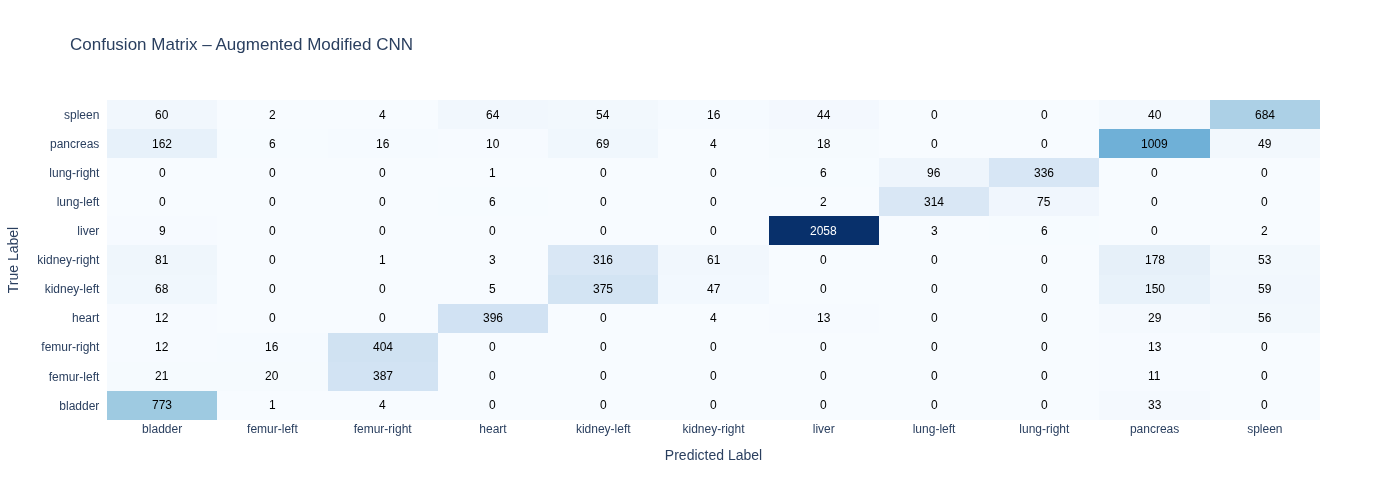 Confusion Matrix – Augmented Modified CNN
spleen 60 2 4 64 54 16 44 0 0 40 684
pancreas 162 6 16 10 69 4 18 0 0 1009 49
lung-right 0 0 0 1 0 0 6 96 336 0 0
lung-left 0 0 0 6 0 0 2 314 75 0 0
liver 9 0 0 0 0 0 2058 3 6 0 2
kidney-right 81 0 1 3 316 61 0 0 0 178 53
kidney-left 68 0 0 5 375 47 0 0 0 150 59
heart 12 0 0 396 0 4 13 0 0 29 56
femur-right 12 16 404 0 0 0 0 0 0 13 0
femur-left 21 20 387 0 0 0 0 0 0 11 0
bladder 773 1 4 0 0 0 0 0 0 33 0
bladder femur-left femur-right heart kidney-left kidney-right liver lung-left lung-right pancreas spleen
Predicted Label
True Label